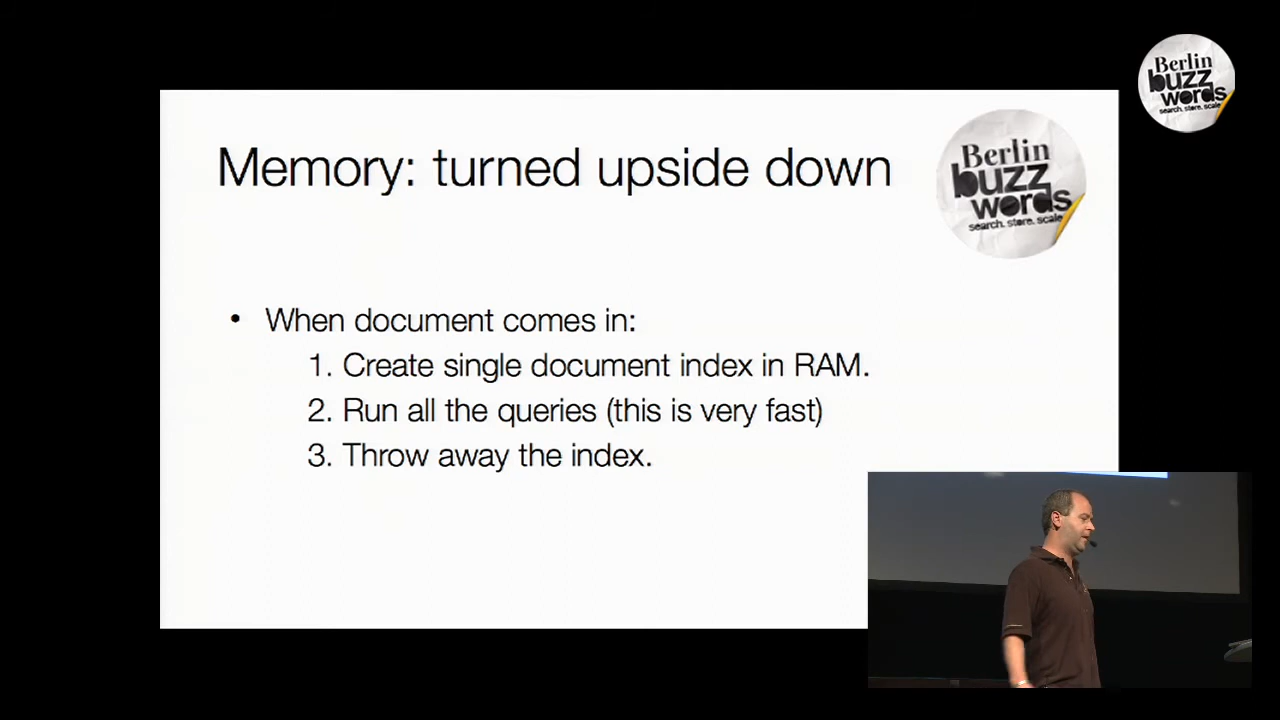 Berlin
buzz
words
search. store. scale
Memory: turned upside down
Berlin
buzz
words
search. store. scale
• When document comes in:
1. Create single document index in RAM.
2. Run all the queries (this is very fast)
3. Throw away the index.